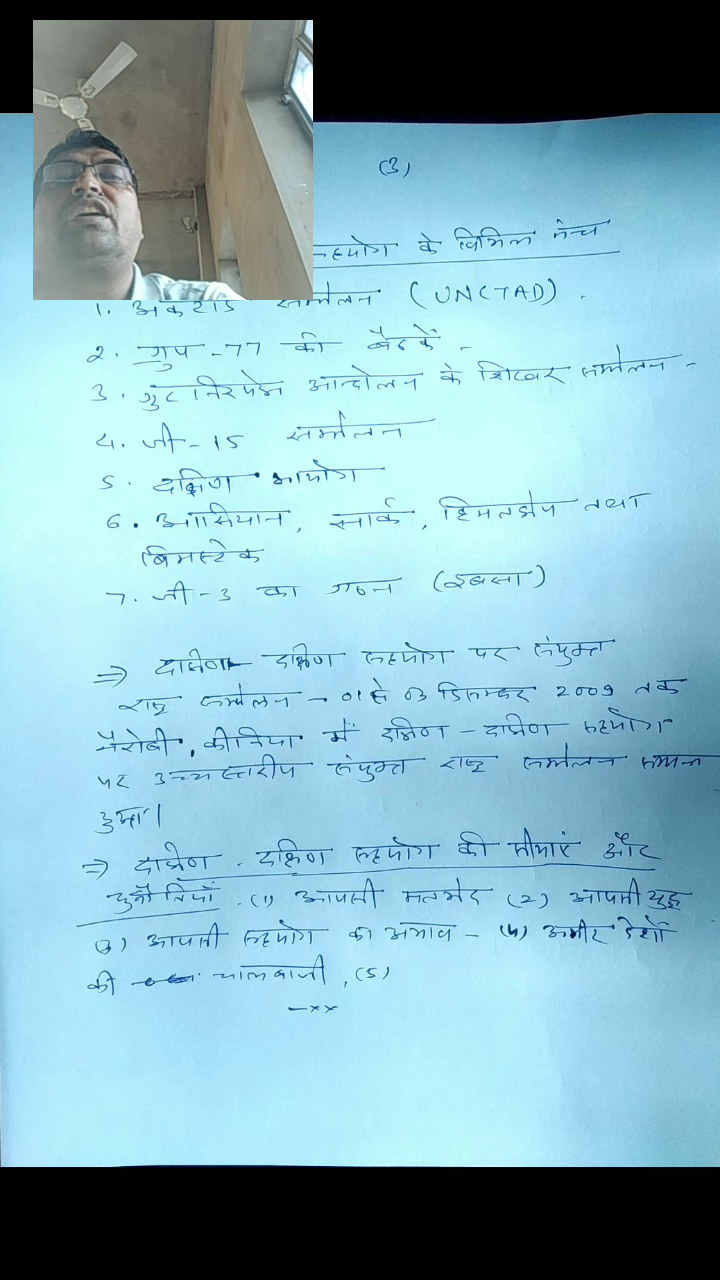 (3)
सहयोग के विभिन्न मंच
1. अंकटाड सम्मेलन (UNCTAD).
2. ग्रुप-77 की बैठकें -
3. गुटनिरपेक्ष आन्दोलन के शिखर सम्मेलन -
4. जी-15 सम्मेलन
5. दक्षिण आयोग
6. आसियान, सार्क, हिमतक्षेप तथा
बिमस्टेक
7. जी-3 का गठन (इबसा)
⇒ दक्षिण-दक्षिण सहयोग पर संयुक्त
राष्ट्र सम्मेलन - 01 से 03 दिसम्बर 2009 तक
नैरोबी, कीनिया में दक्षिण-दक्षिण सहयोग
पर उच्चस्तरीय संयुक्त राष्ट्र सम्मेलन सम्पन्न
हुआ।
⇒ दक्षिण-दक्षिण सहयोग की सीमाएं और
चुनौतियाँ. (1) आपसी मतभेद (2) आपसी युद्ध
(3) आपसी सहयोग का अभाव - (4) अमीर देशों
की चालबाजी, (5)
-××